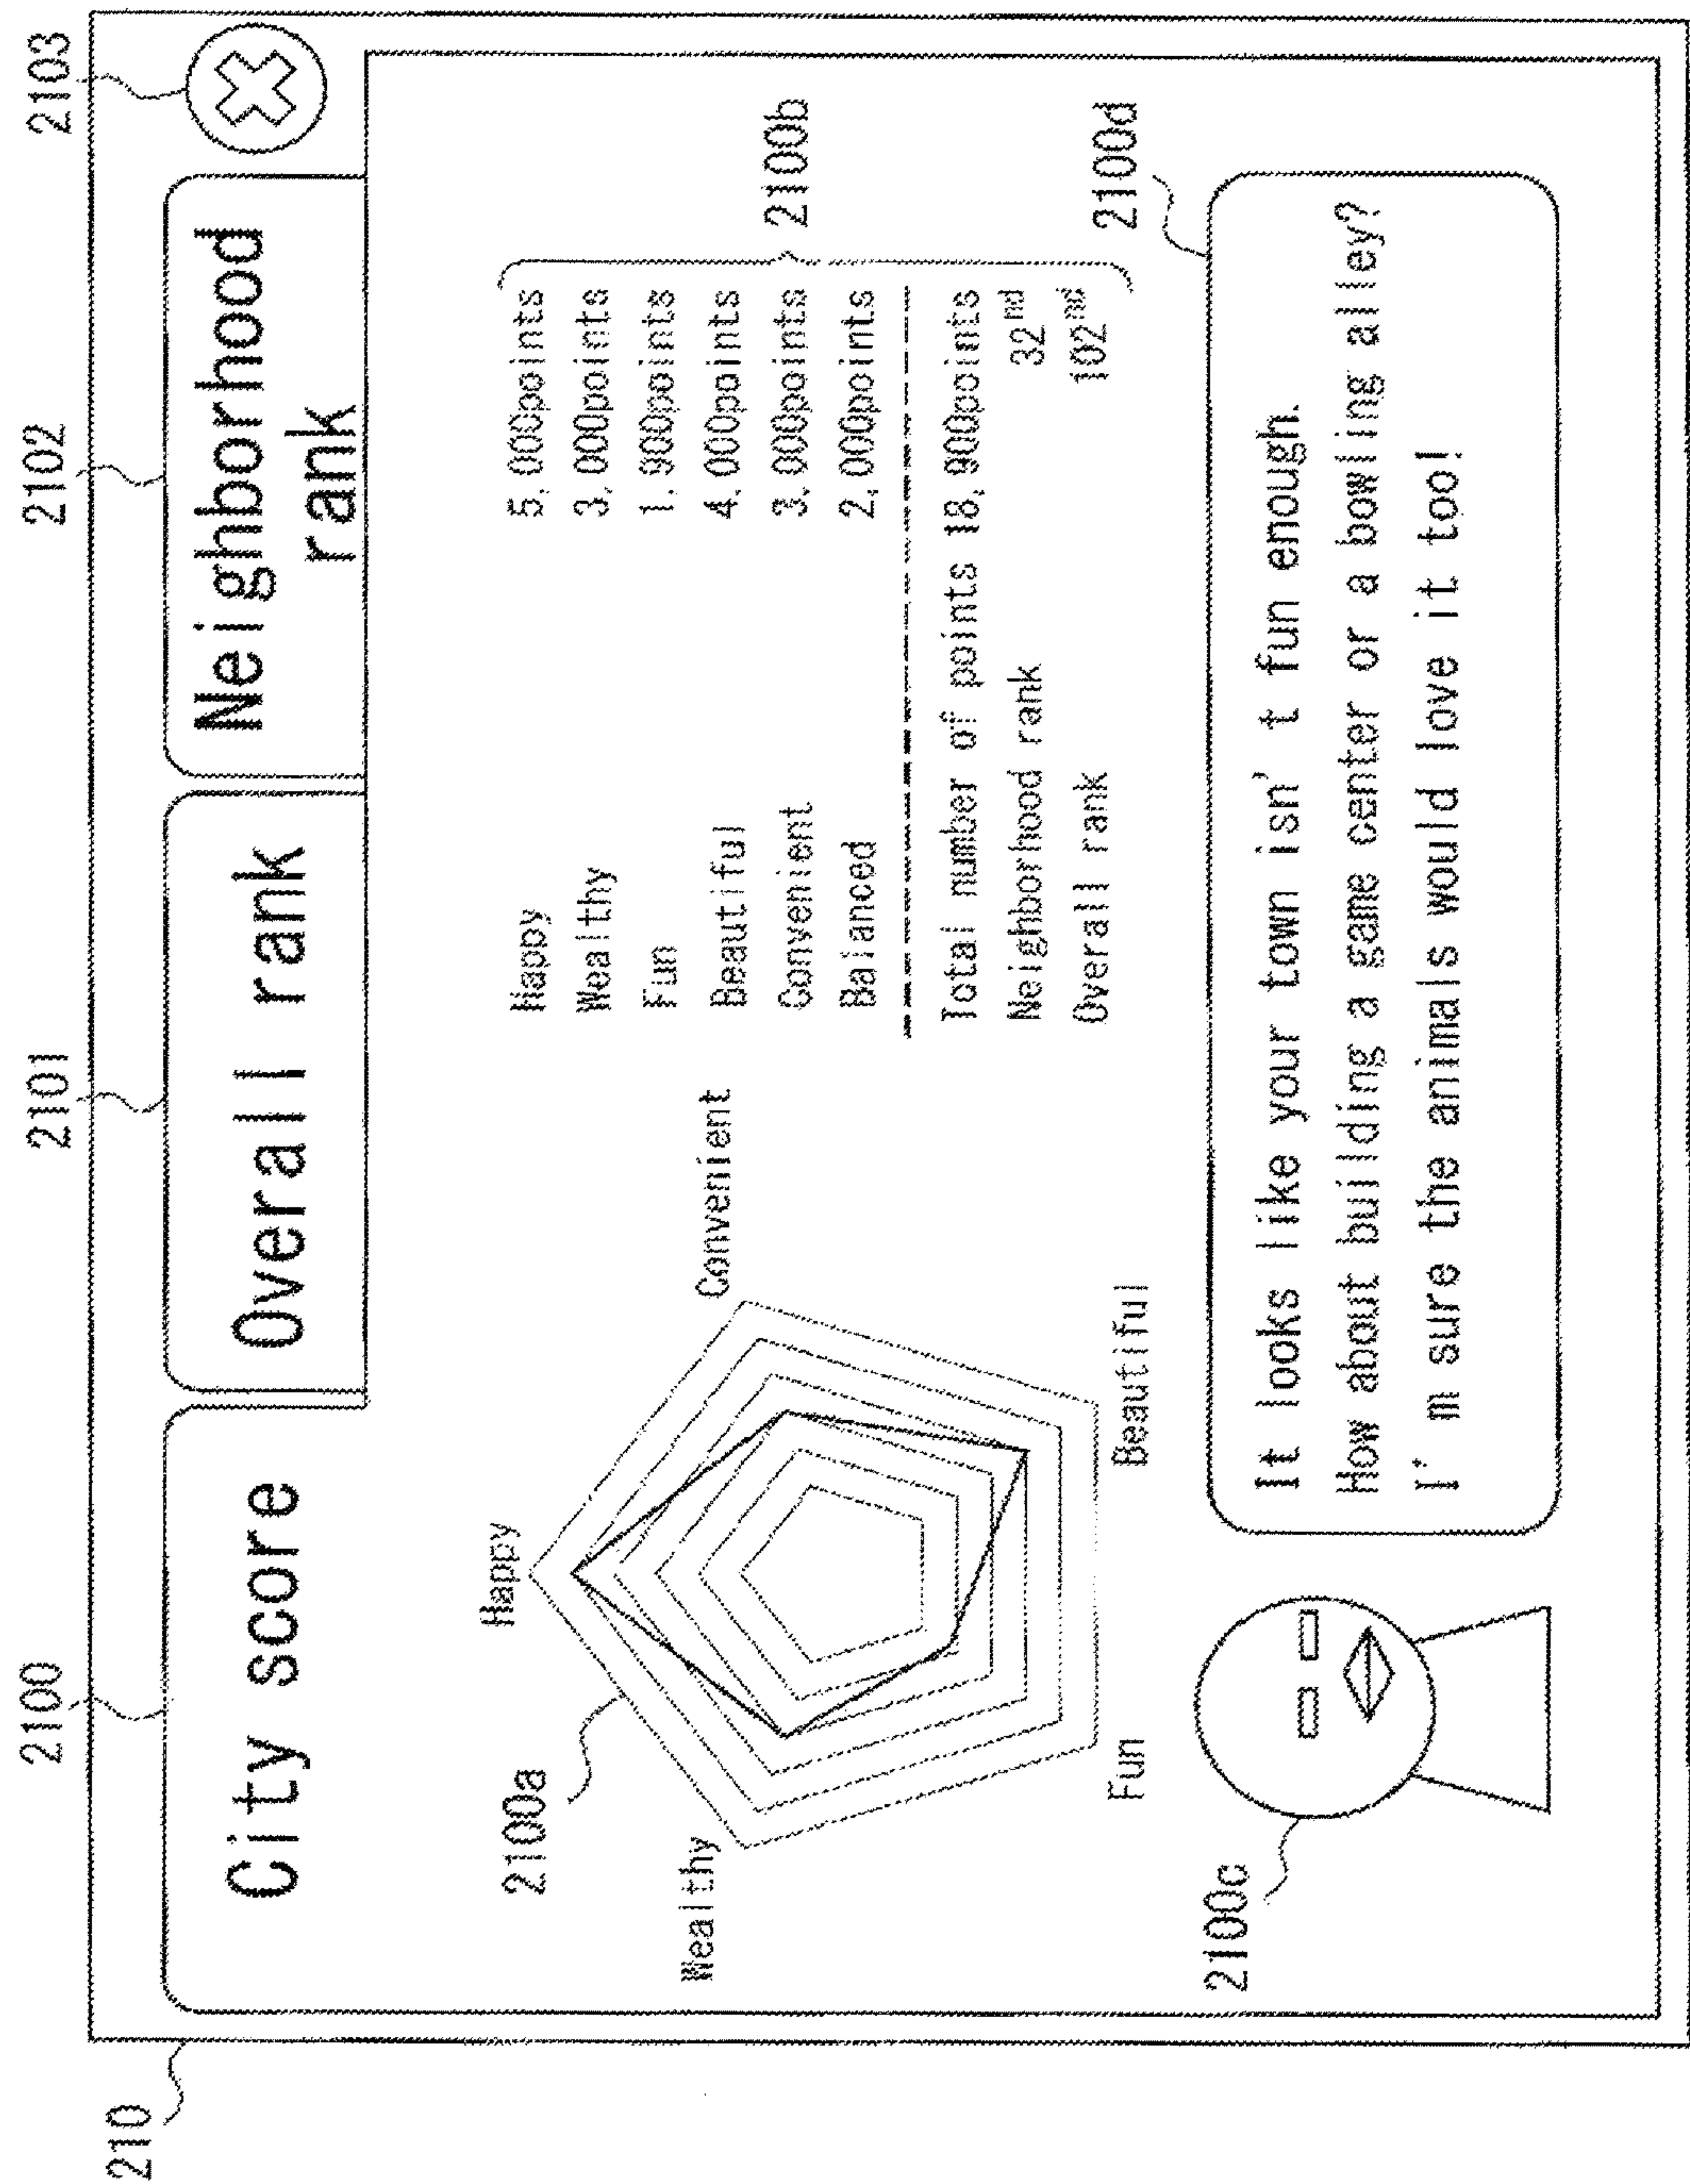 210
2100
2101
2102
2103
City score
Overall rank
Neighborhood
rank
2100a
Happy
Wealthy
Convenient
Fun
Beautiful
Happy 5,000points
Wealthy 3,000points
Fun 1,900points
Beautiful 4,000points
Convenient 3,000points
Balanced 2,000points
Total number of points 18,900points
Neighborhood rank 32nd
Overall rank 102nd
2100b
2100c
2100d
It looks like your town isn't fun enough.
How about building a game center or a bowling alley?
I'm sure the animals would love it too!